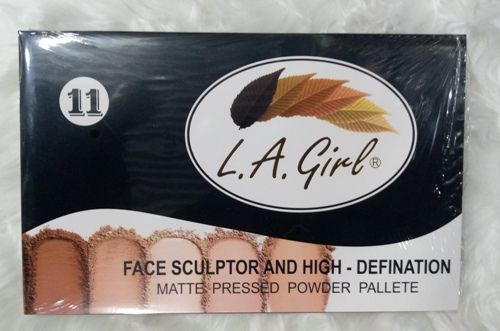 11
L.A. Girl®
FACE SCULPTOR AND HIGH - DEFINATION
MATTE PRESSED POWDER PALLETE